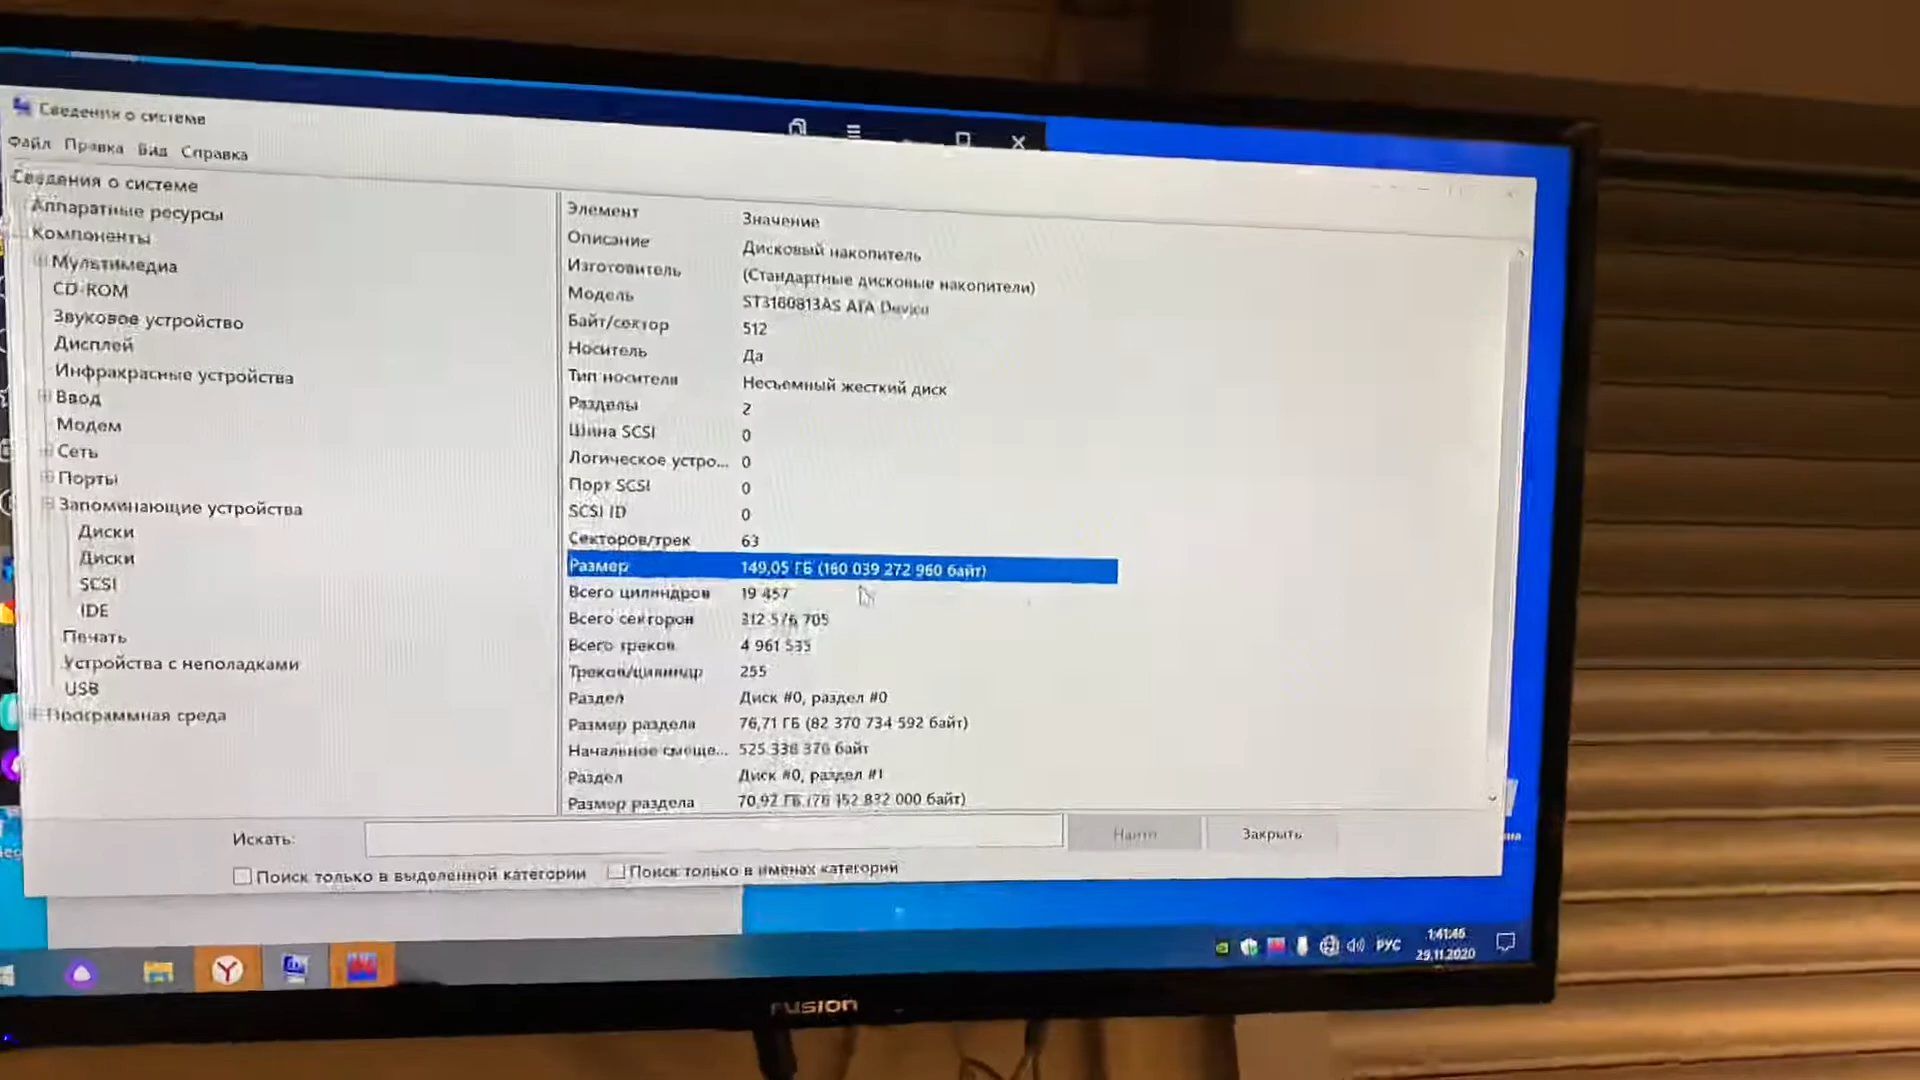 Сведения о системе
Файл Правка Вид Справка
Сведения о системе
Аппаратные ресурсы
Компоненты
Мультимедиа
CD-ROM
Звуковое устройство
Дисплей
Инфракрасные устройства
Ввод
Модем
Сеть
Порты
Запоминающие устройства
Диски
Диски
SCSI
IDE
Печать
Устройства с неполадками
USB
Программная среда
Элемент Значение
Описание Дисковый накопитель
Изготовитель (Стандартные дисковые накопители)
Модель ST3160813AS ATA Device
Байт/сектор 512
Носитель Да
Тип носителя Несъемный жесткий диск
Разделы 2
Шина SCSI 0
Логическое устро... 0
Порт SCSI 0
SCSI ID 0
Секторов/трек 63
Размер 149,05 ГБ (160 039 272 960 байт)
Всего цилиндров 19 457
Всего секторов 312 576 705
Всего треков 4 961 535
Треков/цилиндр 255
Раздел Диск #0, раздел #0
Размер раздела 76,71 ГБ (82 370 734 592 байт)
Начальное смеще... 525 338 376 байт
Раздел Диск #0, раздел #1
Размер раздела 70,92 ГБ (76 152 832 000 байт)
Искать: Найти Закрыть
Поиск только в выделенной категории Поиск только в именах категорий
РУС 1:41:46
29.11.2020
FUSION